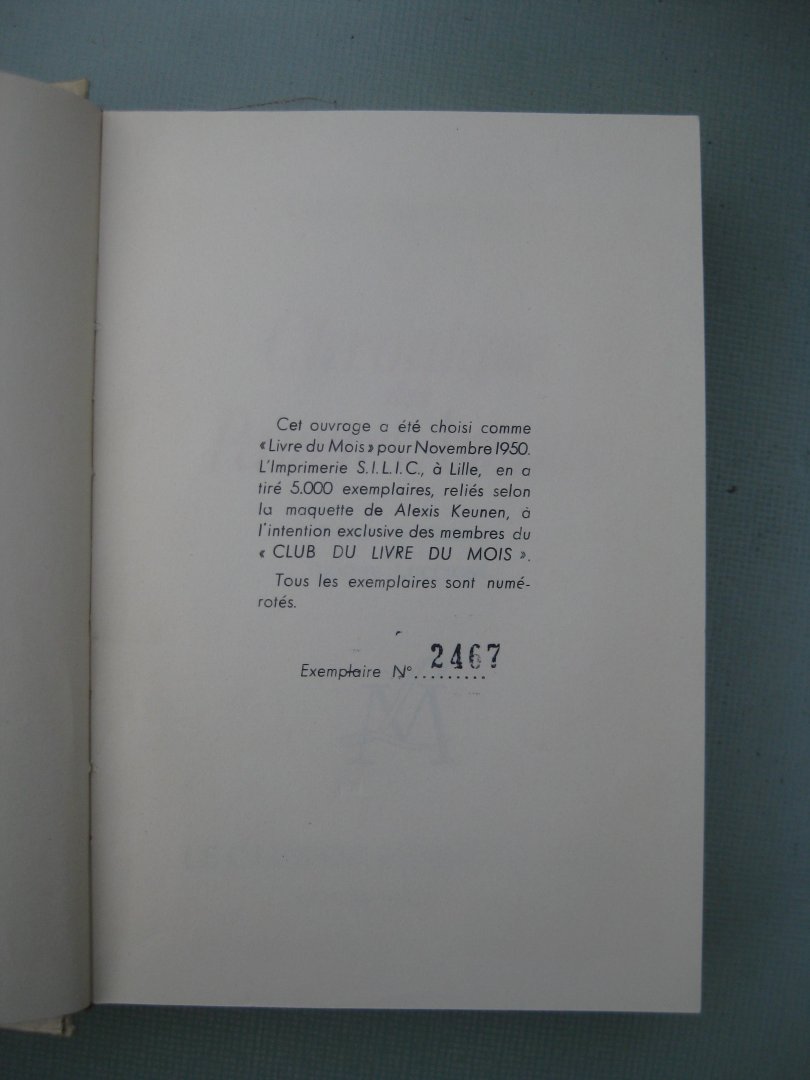 Cet ouvrage a été choisi comme
« Livre du Mois » pour Novembre 1950.
L'Imprimerie S.I.L.I.C., à Lille, en a
tiré 5.000 exemplaires, reliés selon
la maquette de Alexis Keunen, à
l'intention exclusive des membres du
« CLUB DU LIVRE DU MOIS ».
Tous les exemplaires sont numé-
rotés.
Exemplaire N° 2467